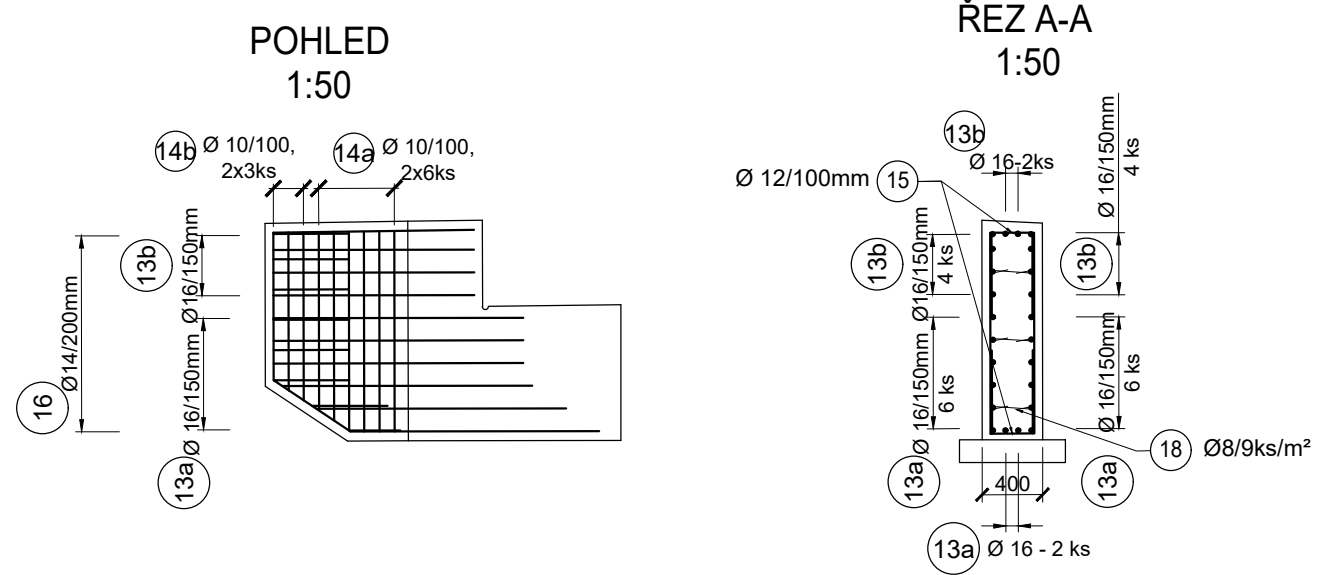 POHLED
1:50
14b
Ø 10/100,
2x3ks
14a
Ø 10/100,
2x6ks
13b
Ø16/150mm
Ø14/200mm
16
Ø 16/150mm
13a
ŘEZ A-A
1:50
13b
Ø 16-2ks
Ø 16/150mm
4 ks
Ø 12/100mm
15
13b
Ø16/150mm
4 ks
13b
Ø 16/150mm
6 ks
Ø 16/150mm
6 ks
18
Ø8/9ks/m²
13a
400
13a
13a
Ø 16 - 2 ks